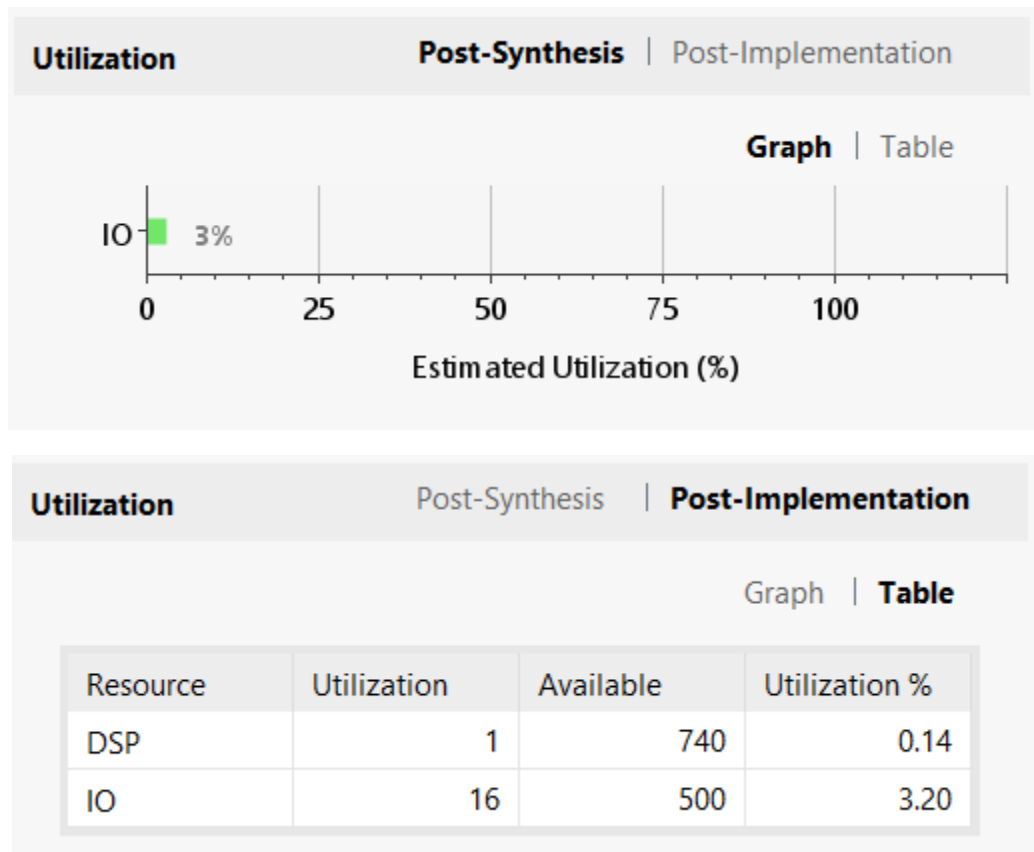 Utilization Post-Synthesis | Post-Implementation
Graph | Table
IO 3%
0 25 50 75 100
Estimated Utilization (%)
Utilization Post-Synthesis | Post-Implementation
Graph | Table
Resource Utilization Available Utilization %
DSP 1 740 0.14
IO 16 500 3.20